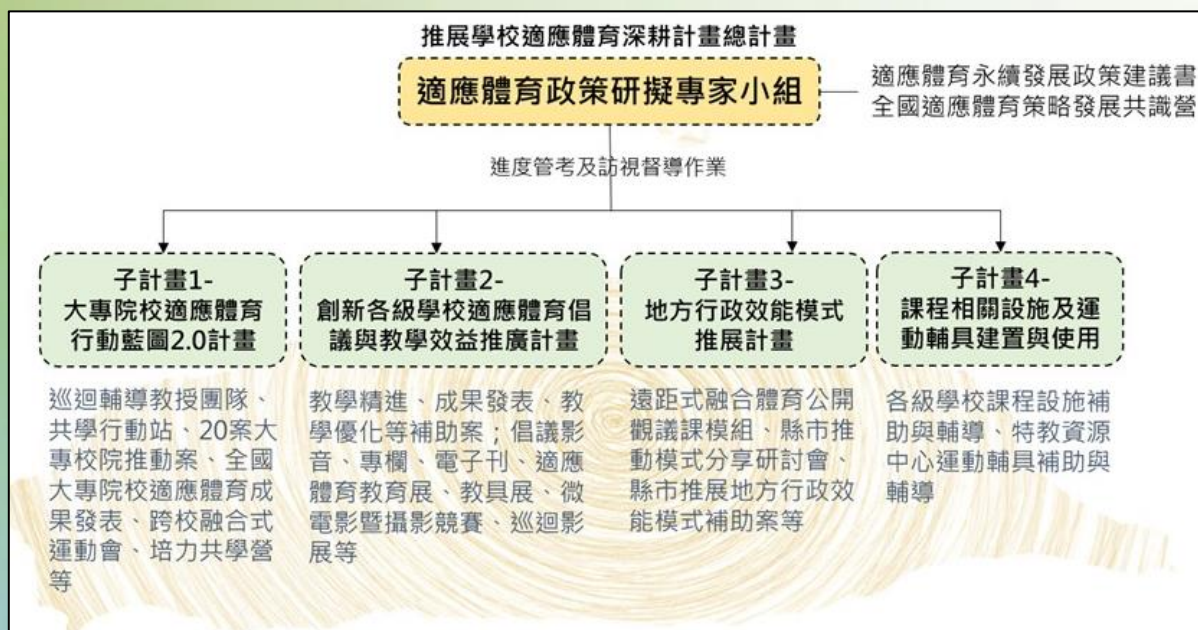 推展學校適應體育深耕計畫總計畫
適應體育政策研擬專家小組
適應體育永續發展政策建議書
全國適應體育策略發展共識營
進度管考及訪視督導作業
子計畫1-
大專院校適應體育
行動藍圖2.0計畫
巡迴輔導教授團隊、
共學行動站、20案大
專校院推動案、全國
大專院校適應體育成
果發表、跨校融合式
運動會、培力共學營
等
子計畫2-
創新各級學校適應體育倡
議與教學效益推廣計畫
教學精進、成果發表、教
學優化等補助案；倡議影
音、專欄、電子刊、適應
體育教育展、教具展、微
電影暨攝影競賽、巡迴影
展等
子計畫3-
地方行政效能模式
推展計畫
遠距式融合體育公開
觀議課模組、縣市推
動模式分享研討會、
縣市推展地方行政效
能模式補助案等
子計畫4-
課程相關設施及運
動輔具建置與使用
各級學校課程設施補
助與輔導、特教資源
中心運動輔具補助與
輔導